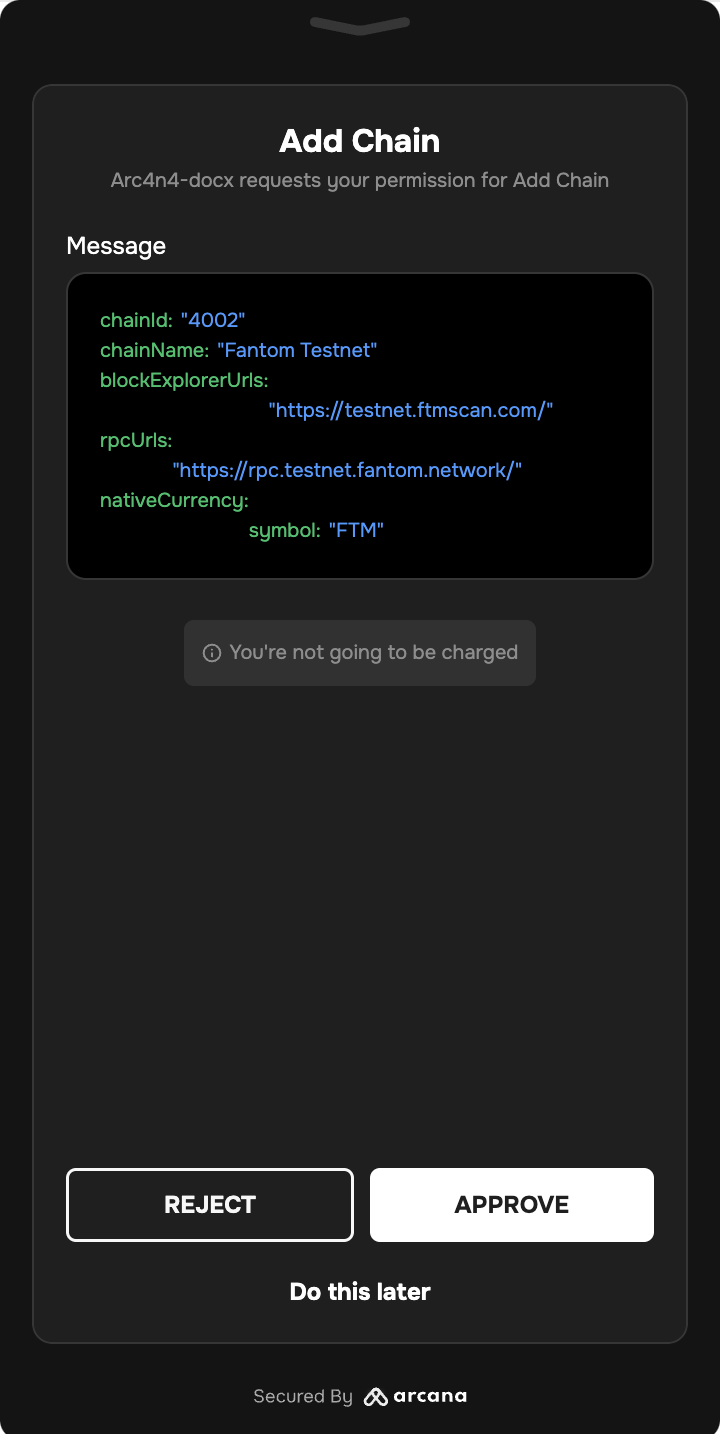 Add Chain
Arc4n4-docx requests your permission for Add Chain
Message
chainId: "4002"
chainName: "Fantom Testnet"
blockExplorerUrls:
"https://testnet.ftmscan.com/"
rpcUrls:
"https://rpc.testnet.fantom.network/"
nativeCurrency:
symbol: "FTM"
You're not going to be charged
REJECT
APPROVE
Do this later
Secured By arcana